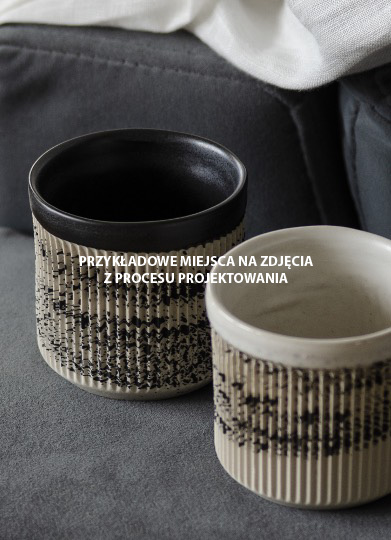 PRZYKŁADOWE MIEJSCA NA ZDJĘCIA
Z PROCESU PROJEKTOWANIA